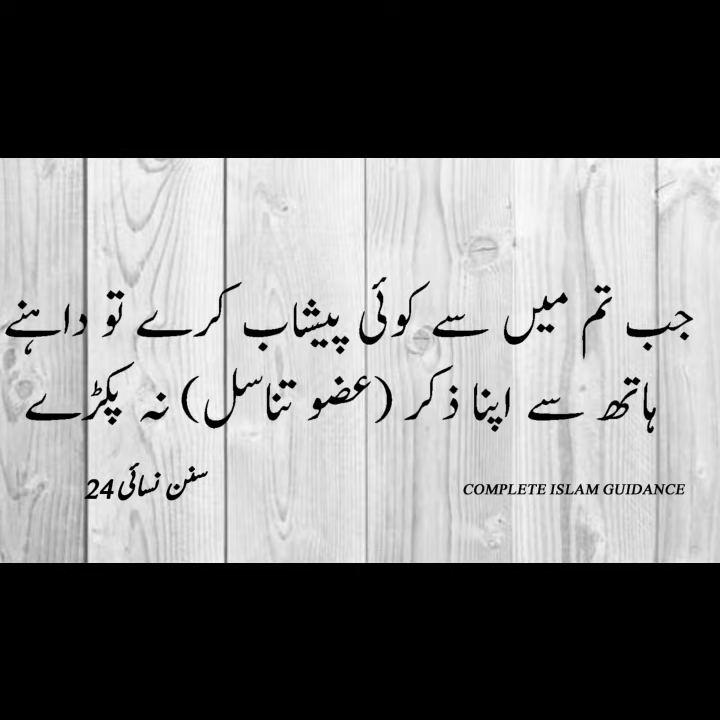 جب تم میں سے کوئی پیشاب کرے تو داہنے
ہاتھ سے اپنا ذکر (عضو تناسل) نہ پکڑے
سنن نسائی 24
COMPLETE ISLAM GUIDANCE